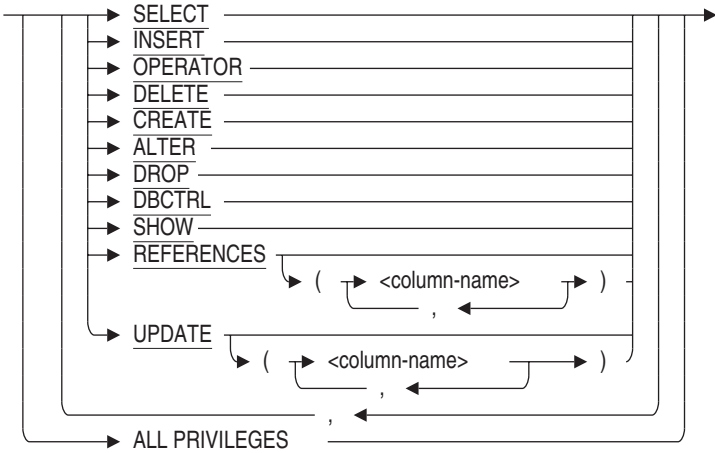 SELECT
INSERT
OPERATOR
DELETE
CREATE
ALTER
DROP
DBCTRL
SHOW
REFERENCES
( <column-name> )
,
UPDATE
( <column-name> )
,
,
ALL PRIVILEGES